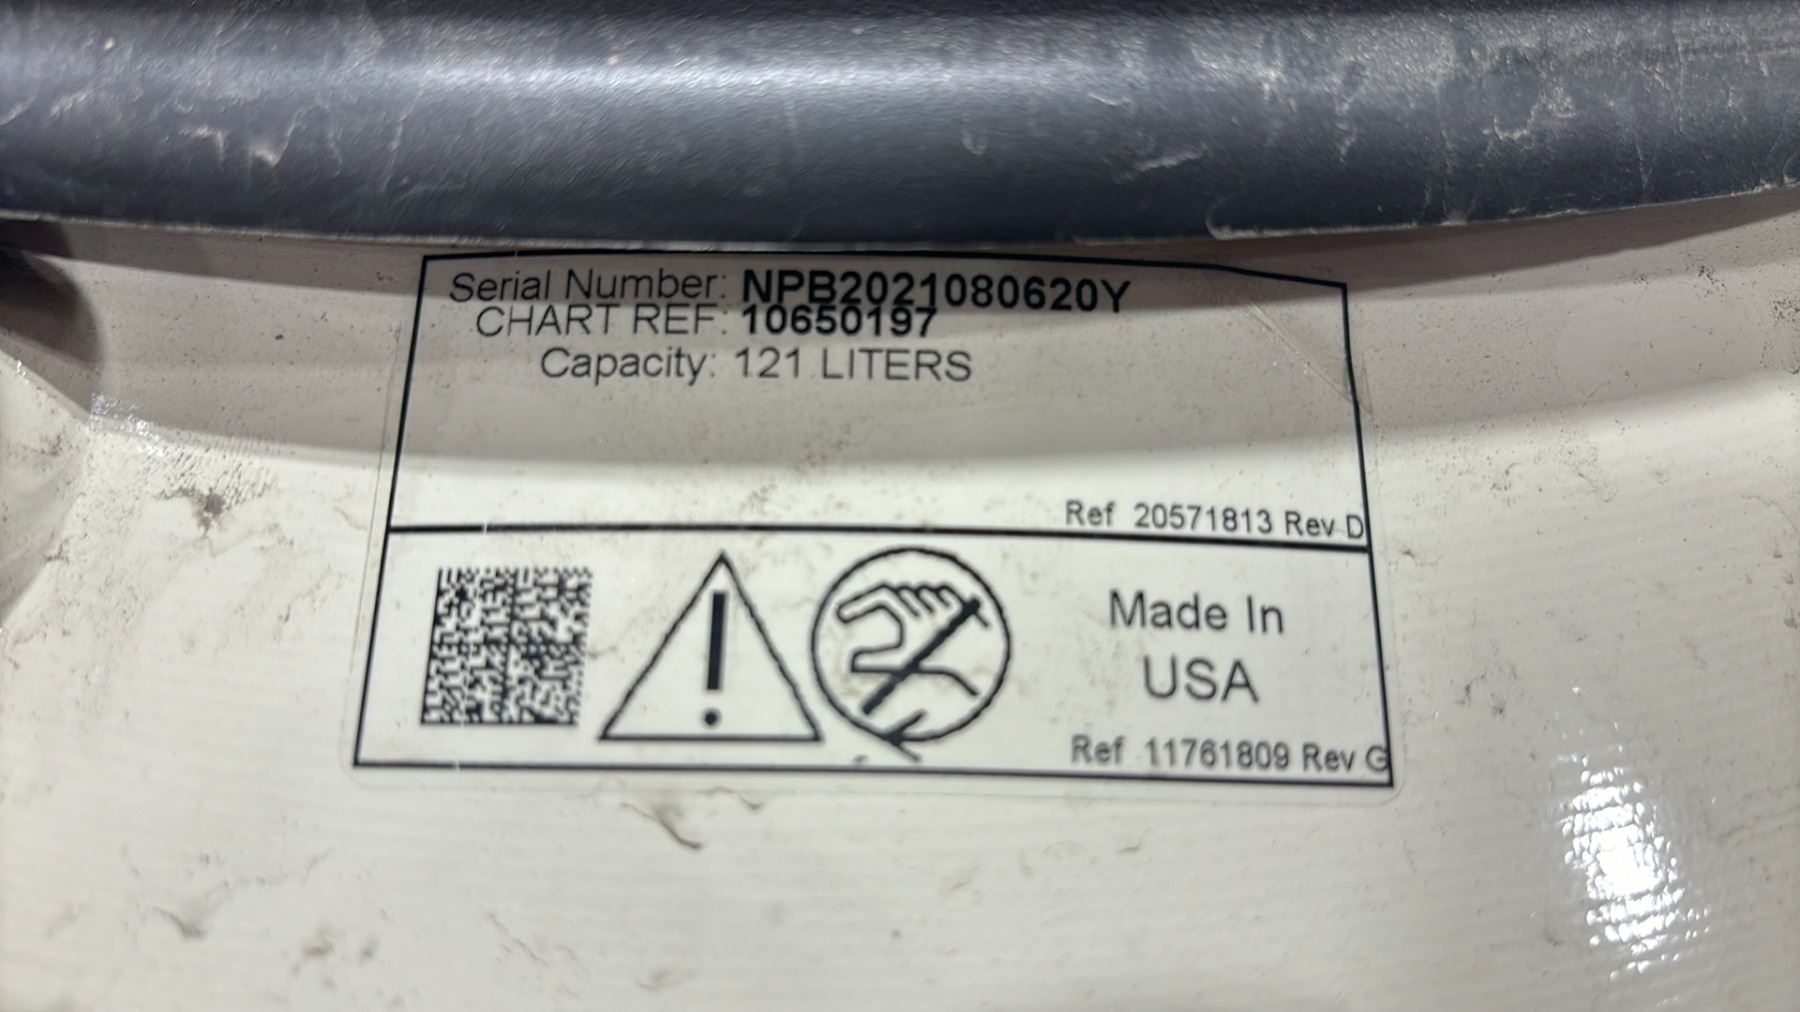 Serial Number: NPB2021080620Y
CHART REF: 10650197
Capacity: 121 LITERS
Ref 20571813 Rev D
Made In
USA
Ref 11761809 Rev G